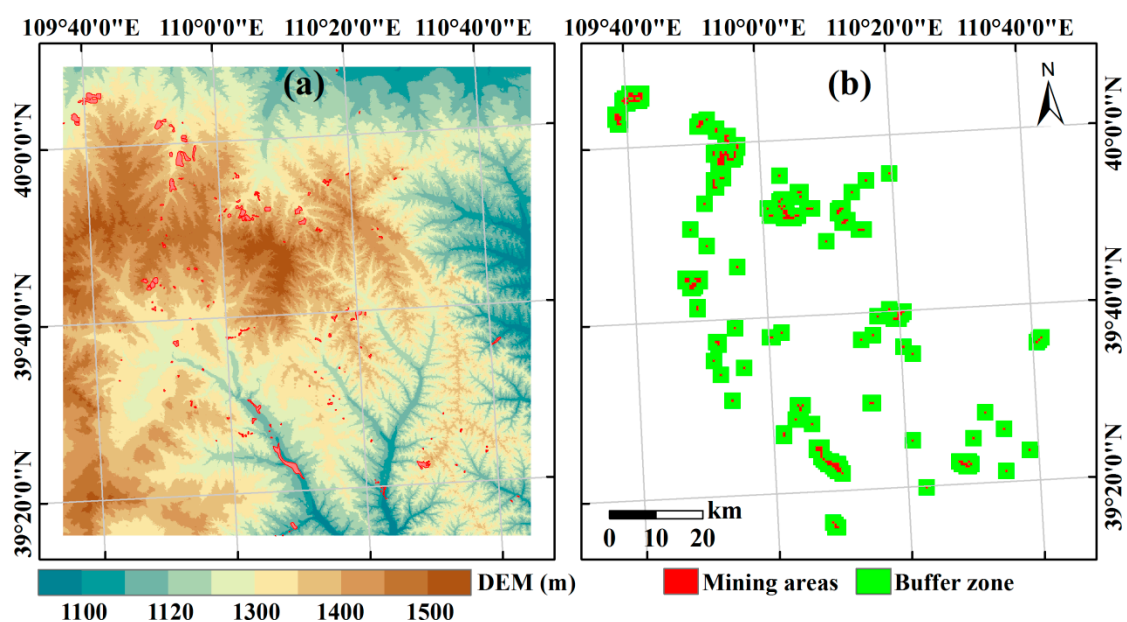 109°40'0"E 110°0'0"E 110°20'0"E 110°40'0"E
109°40'0"E 110°0'0"E 110°20'0"E 110°40'0"E
(a)
(b)
N
40°0'0"N
39°40'0"N
39°20'0"N
40°0'0"N
39°40'0"N
39°20'0"N
km
0 10 20
DEM (m)
1100 1120 1300 1400 1500
Mining areas
Buffer zone